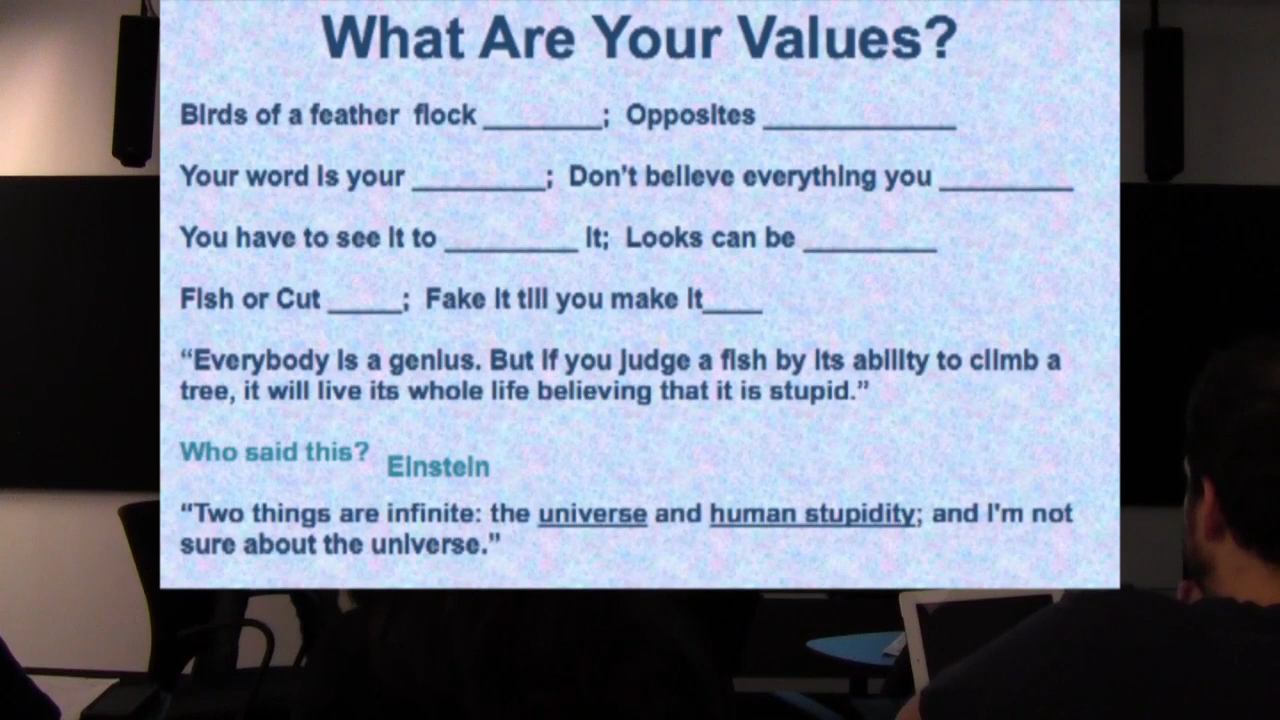 What Are Your Values?
Birds of a feather flock ________; Opposites _____________
Your word is your _________; Don't believe everything you _________
You have to see it to _________ It; Looks can be _________
Fish or Cut _____; Fake it till you make it____
“Everybody is a genius. But if you judge a fish by its ability to climb a
tree, it will live its whole life believing that it is stupid.”
Who said this? Einstein
“Two things are infinite: the universe and human stupidity; and I'm not
sure about the universe.”